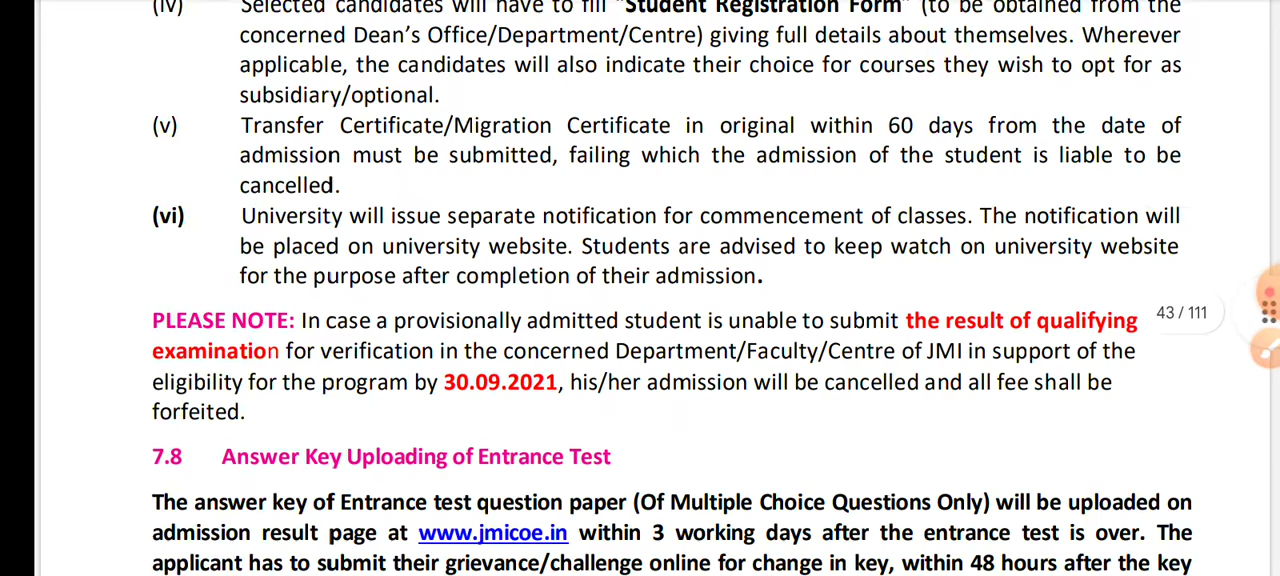 (iv) Selected candidates will have to fill "Student Registration Form" (to be obtained from the
concerned Dean's Office/Department/Centre) giving full details about themselves. Wherever
applicable, the candidates will also indicate their choice for courses they wish to opt for as
subsidiary/optional.
(v) Transfer Certificate/Migration Certificate in original within 60 days from the date of
admission must be submitted, failing which the admission of the student is liable to be
cancelled.
(vi) University will issue separate notification for commencement of classes. The notification will
be placed on university website. Students are advised to keep watch on university website
for the purpose after completion of their admission.
PLEASE NOTE: In case a provisionally admitted student is unable to submit the result of qualifying
43 / 111
examination for verification in the concerned Department/Faculty/Centre of JMI in support of the
eligibility for the program by 30.09.2021, his/her admission will be cancelled and all fee shall be
forfeited.
7.8 Answer Key Uploading of Entrance Test
The answer key of Entrance test question paper (Of Multiple Choice Questions Only) will be uploaded on
admission result page at www.jmicoe.in within 3 working days after the entrance test is over. The
applicant has to submit their grievance/challenge online for change in key, within 48 hours after the key